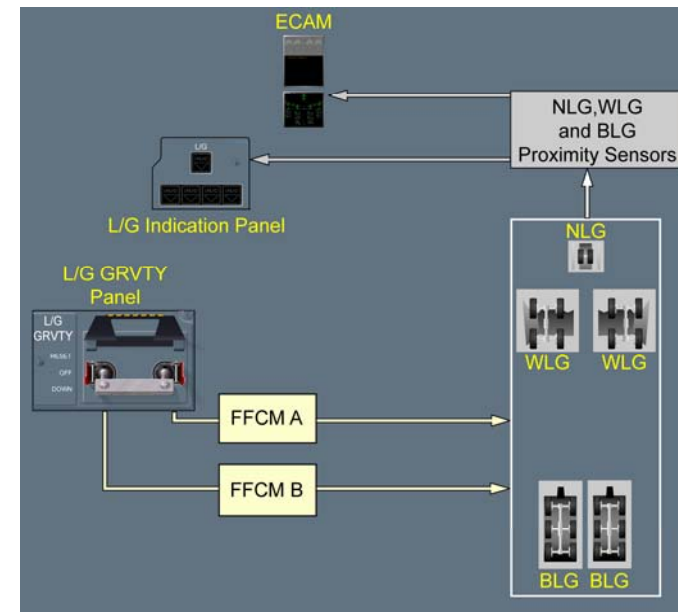 ECAM
NLG,WLG
and BLG
Proximity Sensors
L/G
L/G Indication Panel
NLG
WLG WLG
L/G GRVTY
Panel
L/G
GRVTY
RESET
OFF
DOWN
FFCM A
FFCM B
BLG BLG